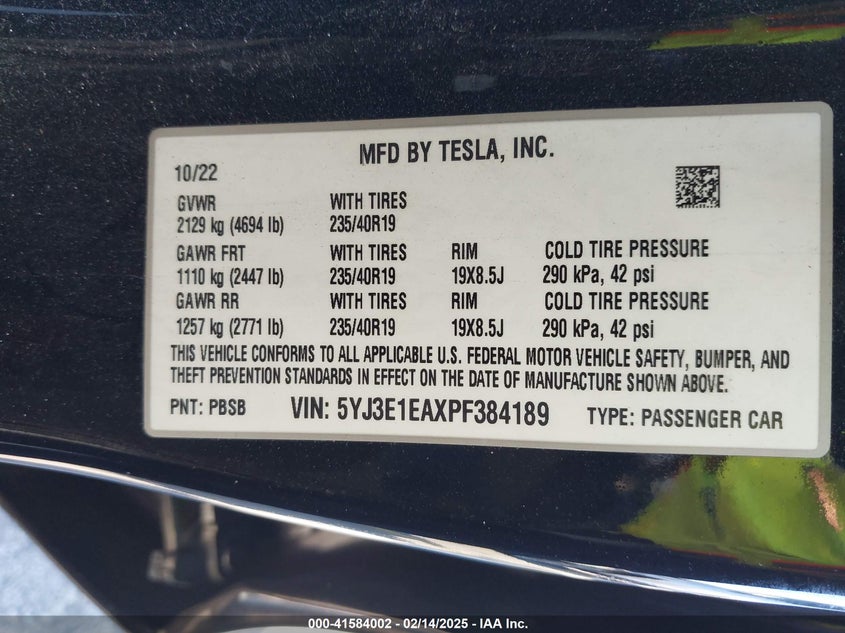 MFD BY TESLA, INC.
10/22
GVWR WITH TIRES
2129 kg (4694 lb) 235/40R19
GAWR FRT WITH TIRES RIM COLD TIRE PRESSURE
1110 kg (2447 lb) 235/40R19 19X8.5J 290 kPa, 42 psi
GAWR RR WITH TIRES RIM COLD TIRE PRESSURE
1257 kg (2771 lb) 235/40R19 19X8.5J 290 kPa, 42 psi
THIS VEHICLE CONFORMS TO ALL APPLICABLE U.S. FEDERAL MOTOR VEHICLE SAFETY, BUMPER, AND
THEFT PREVENTION STANDARDS IN EFFECT ON THE DATE OF MANUFACTURE SHOWN ABOVE.
PNT: PBSB VIN: 5YJ3E1EAXPF384189 TYPE: PASSENGER CAR
000-41584002 - 02/14/2025 - IAA Inc.